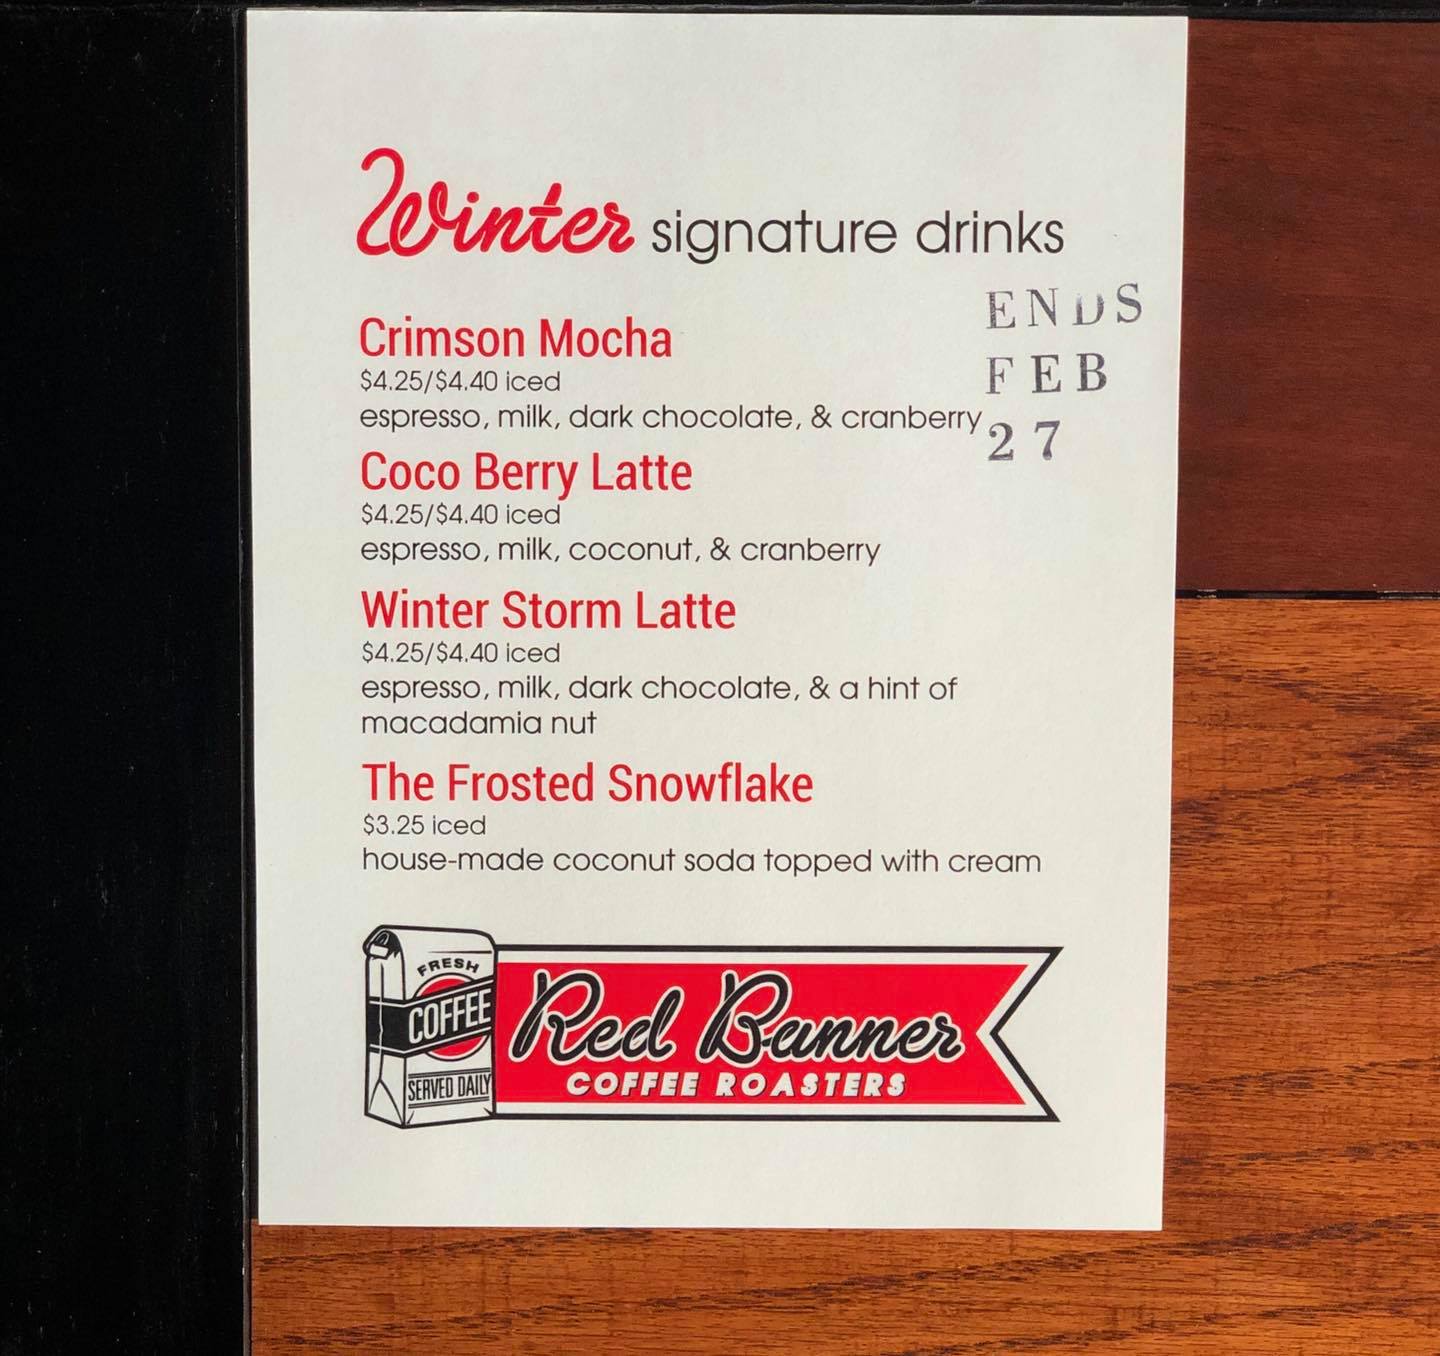 Winter signature drinks
ENDS
FEB
27
Crimson Mocha
$4.25/$4.40 iced
espresso, milk, dark chocolate, & cranberry
Coco Berry Latte
$4.25/$4.40 iced
espresso, milk, coconut, & cranberry
Winter Storm Latte
$4.25/$4.40 iced
espresso, milk, dark chocolate, & a hint of
macadamia nut
The Frosted Snowflake
$3.25 iced
house-made coconut soda topped with cream
FRESH
COFFEE
SERVED DAILY
Red Banner
COFFEE ROASTERS